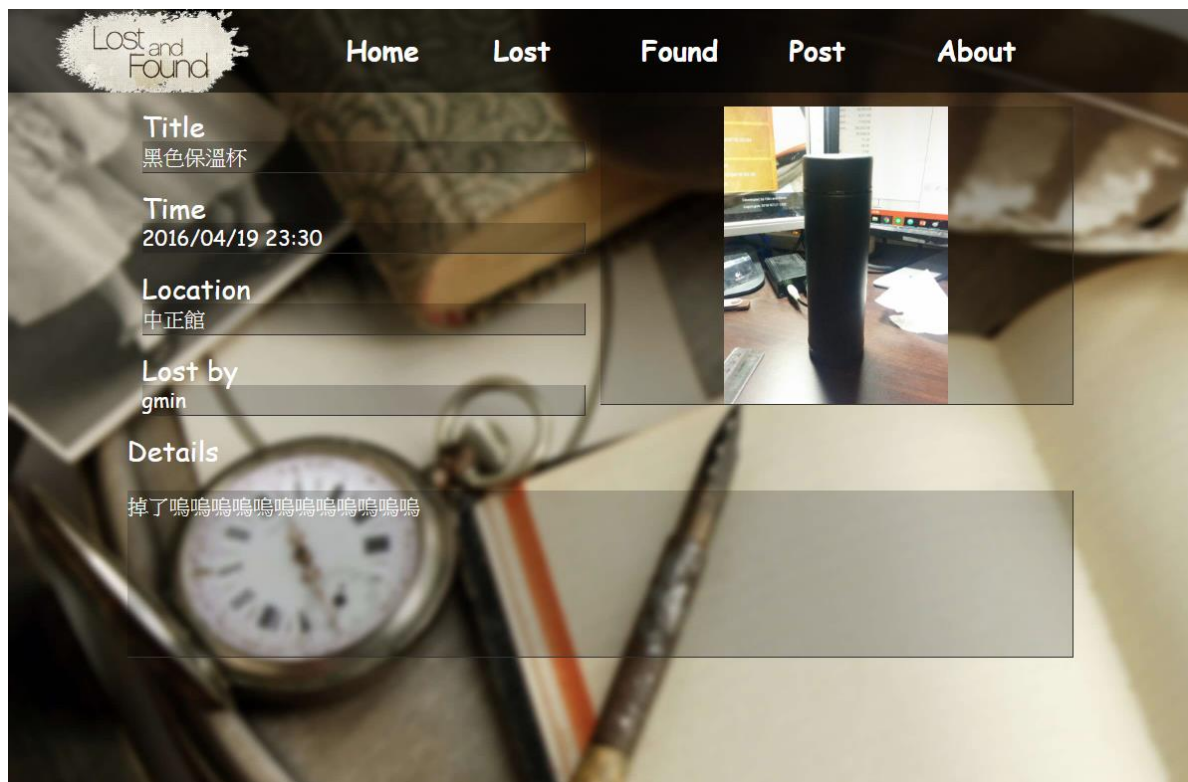 Lost and
Found
Home Lost Found Post About
Title
黑色保溫杯
Time
2016/04/19 23:30
Location
中正館
Lost by
gmin
Details
掉了嗚嗚嗚嗚嗚嗚嗚嗚嗚嗚嗚嗚